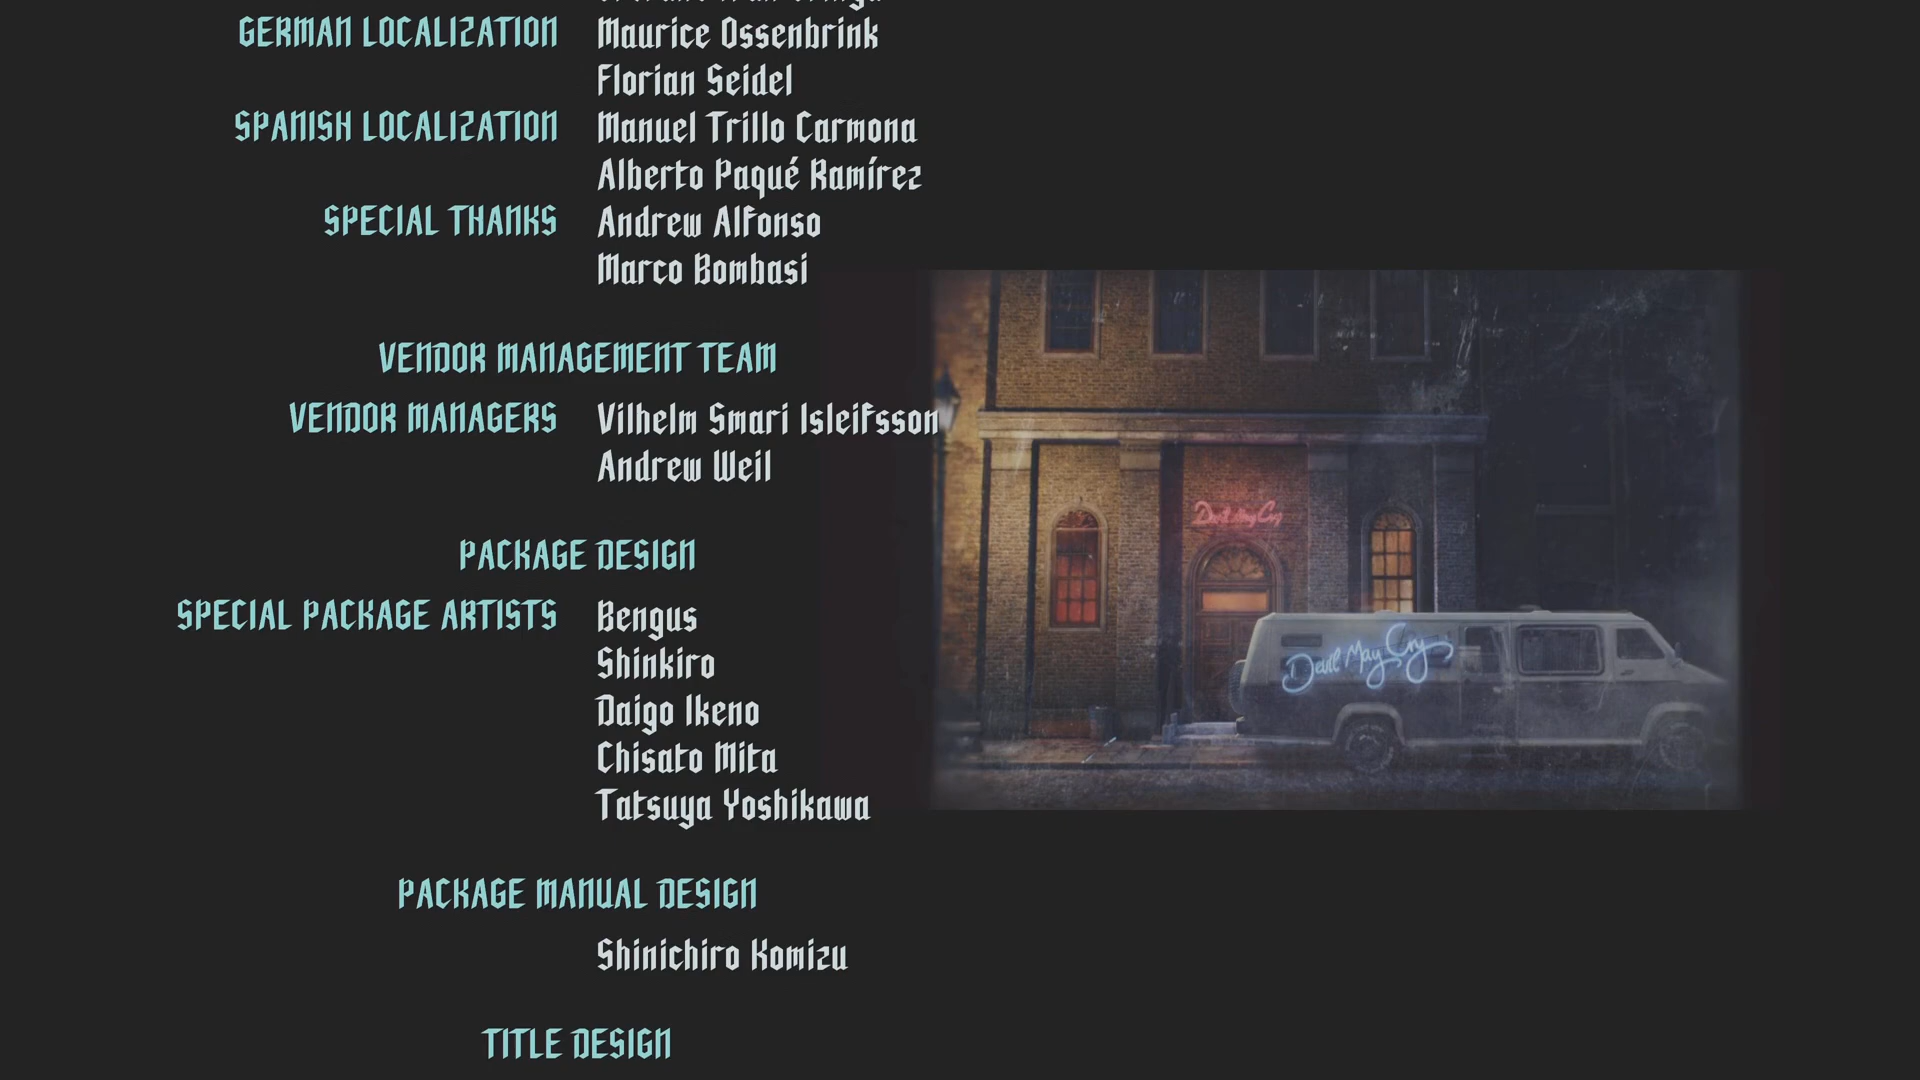 GERMAN LOCALIZATION Maurice Ossenbrink
Florian Seidel
SPANISH LOCALIZATION Manuel Trillo Carmona
Alberto Paqué Ramírez
SPECIAL THANKS Andrew Alfonso
Marco Bombasi
VENDOR MANAGEMENT TEAM
VENDOR MANAGERS Vilhelm Smari Isleifsson
Andrew Weil
PACKAGE DESIGN
SPECIAL PACKAGE ARTISTS Bengus
Shinkiro
Daigo Ikeno
Chisato Mita
Tatsuya Yoshikawa
PACKAGE MANUAL DESIGN
Shinichiro Komizu
TITLE DESIGN
Devil May Cry
Devil May Cry